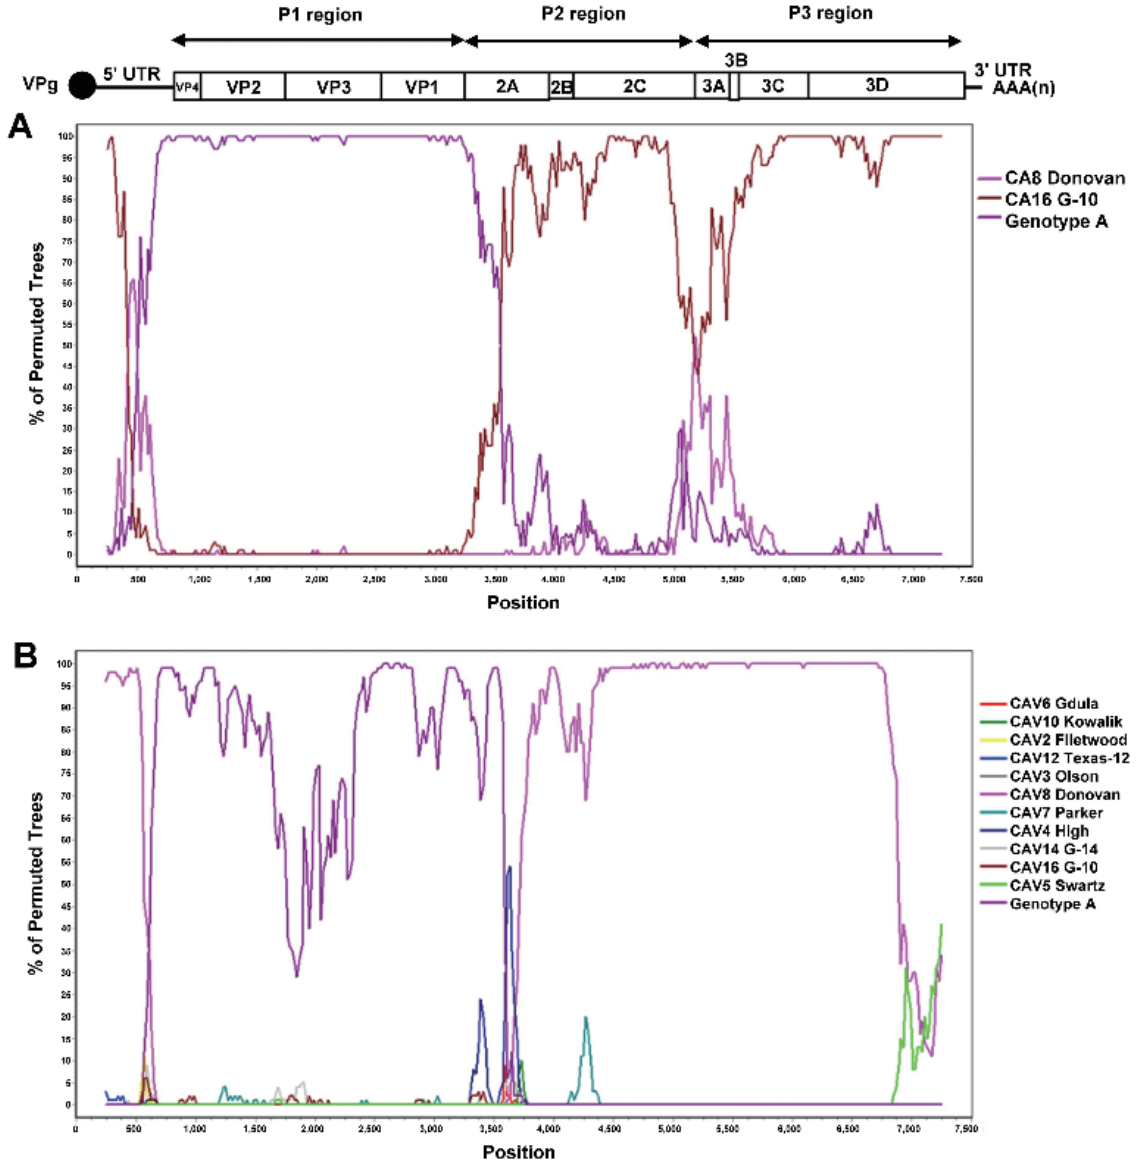 P1 region P2 region P3 region
3B
VPg 5' UTR VP4 VP2 VP3 VP1 2A 2B 2C 3A 3C 3D 3' UTR
AAA(n)
A
100
95
90
85
80
75
70
65
60
55
50
45
40
35
30
25
20
15
10
5
0
% of Permuted Trees
0 500 1,000 1,500 2,000 2,500 3,000 3,500 4,000 4,500 5,000 5,500 6,000 6,500 7,000 7,500
Position
CA8 Donovan
CA16 G-10
Genotype A
B
100
95
90
85
80
75
70
65
60
55
50
45
40
35
30
25
20
15
10
5
0
% of Permuted Trees
0 500 1,000 1,500 2,000 2,500 3,000 3,500 4,000 4,500 5,000 5,500 6,000 6,500 7,000 7,500
Position
CAV6 Gdula
CAV10 Kowalik
CAV2 Flletwood
CAV12 Texas-12
CAV3 Olson
CAV8 Donovan
CAV7 Parker
CAV4 High
CAV14 G-14
CAV16 G-10
CAV5 Swartz
Genotype A